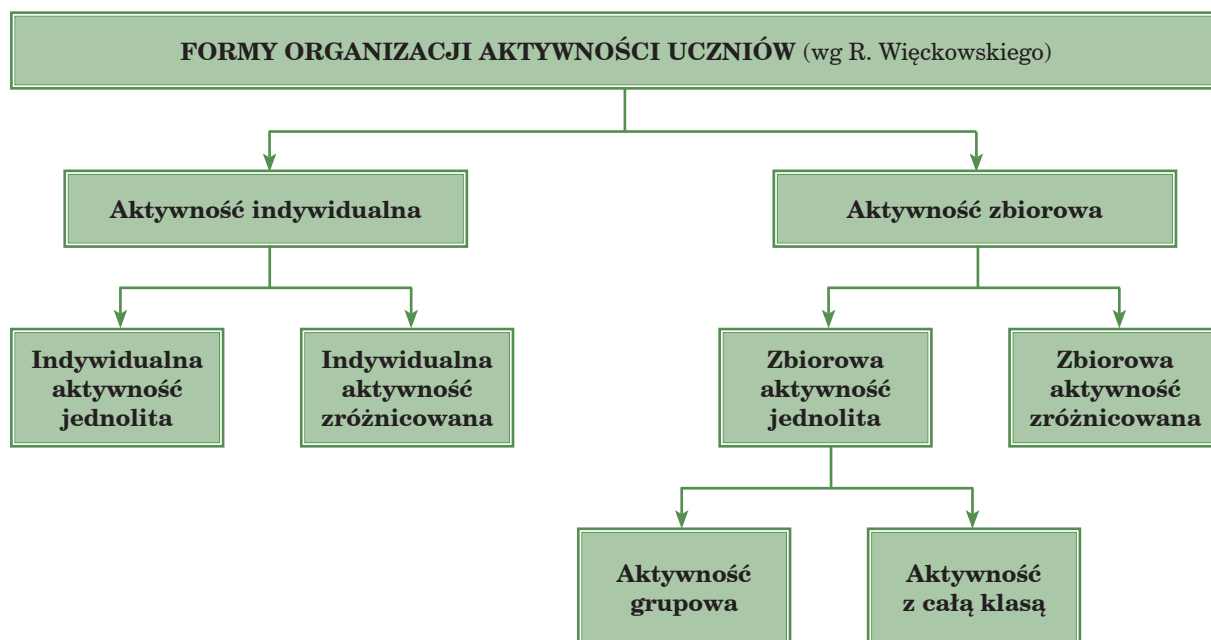 FORMY ORGANIZACJI AKTYWNOŚCI UCZNIÓW (wg R. Więckowskiego)
Aktywność indywidualna
Aktywność zbiorowa
Indywidualna
aktywność
jednolita
Indywidualna
aktywność
zróżnicowana
Zbiorowa
aktywność
jednolita
Zbiorowa
aktywność
zróżnicowana
Aktywność
grupowa
Aktywność
z całą klasą